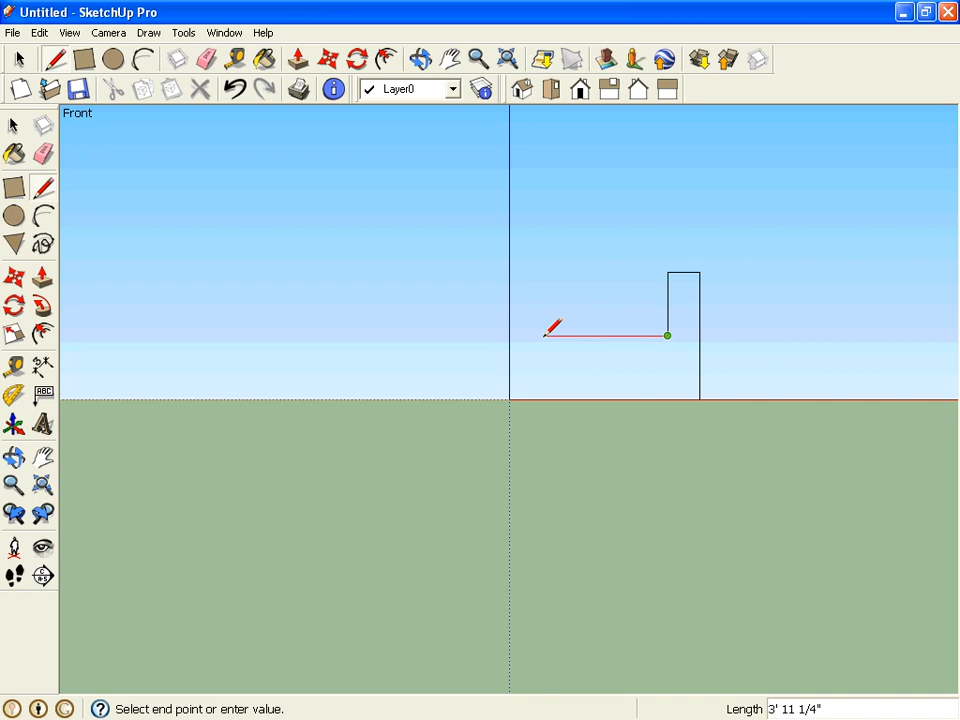 Untitled - SketchUp Pro
File Edit View Camera Draw Tools Window Help
Layer0
Front
ABC
A
Select end point or enter value.
Length 3' 11 1/4"